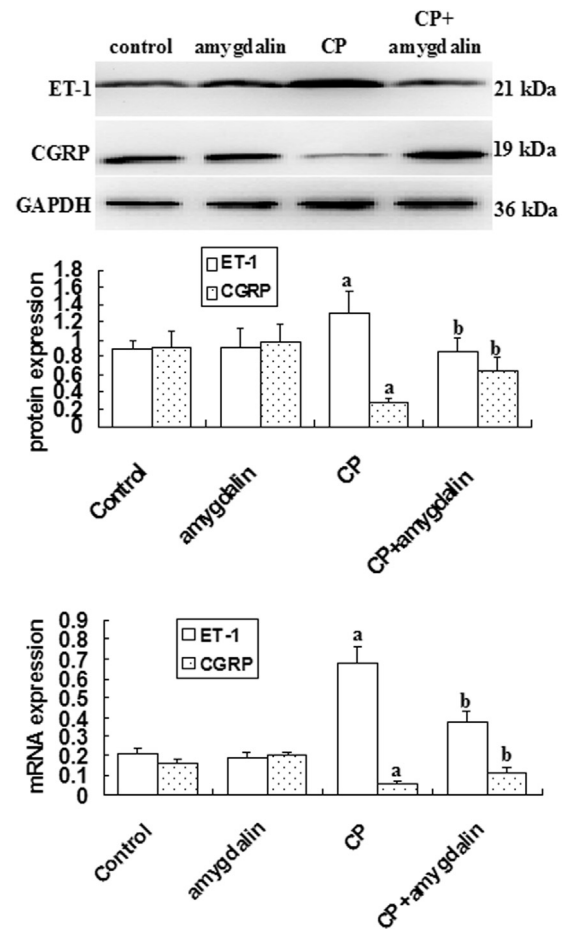 CP+
control amygdalin CP amygdalin
ET-1 21 kDa
CGRP 19 kDa
GAPDH 36 kDa
ET-1
CGRP
protein expression
1.8
1.6
1.4
1.2
1
0.8
0.6
0.4
0.2
0
a
a
b
b
Control
amygdalin
CP
CP+amygdalin
ET-1
CGRP
mRNA expression
0.9
0.8
0.7
0.6
0.5
0.4
0.3
0.2
0.1
0
a
a
b
b
Control
amygdalin
CP
CP+amygdalin